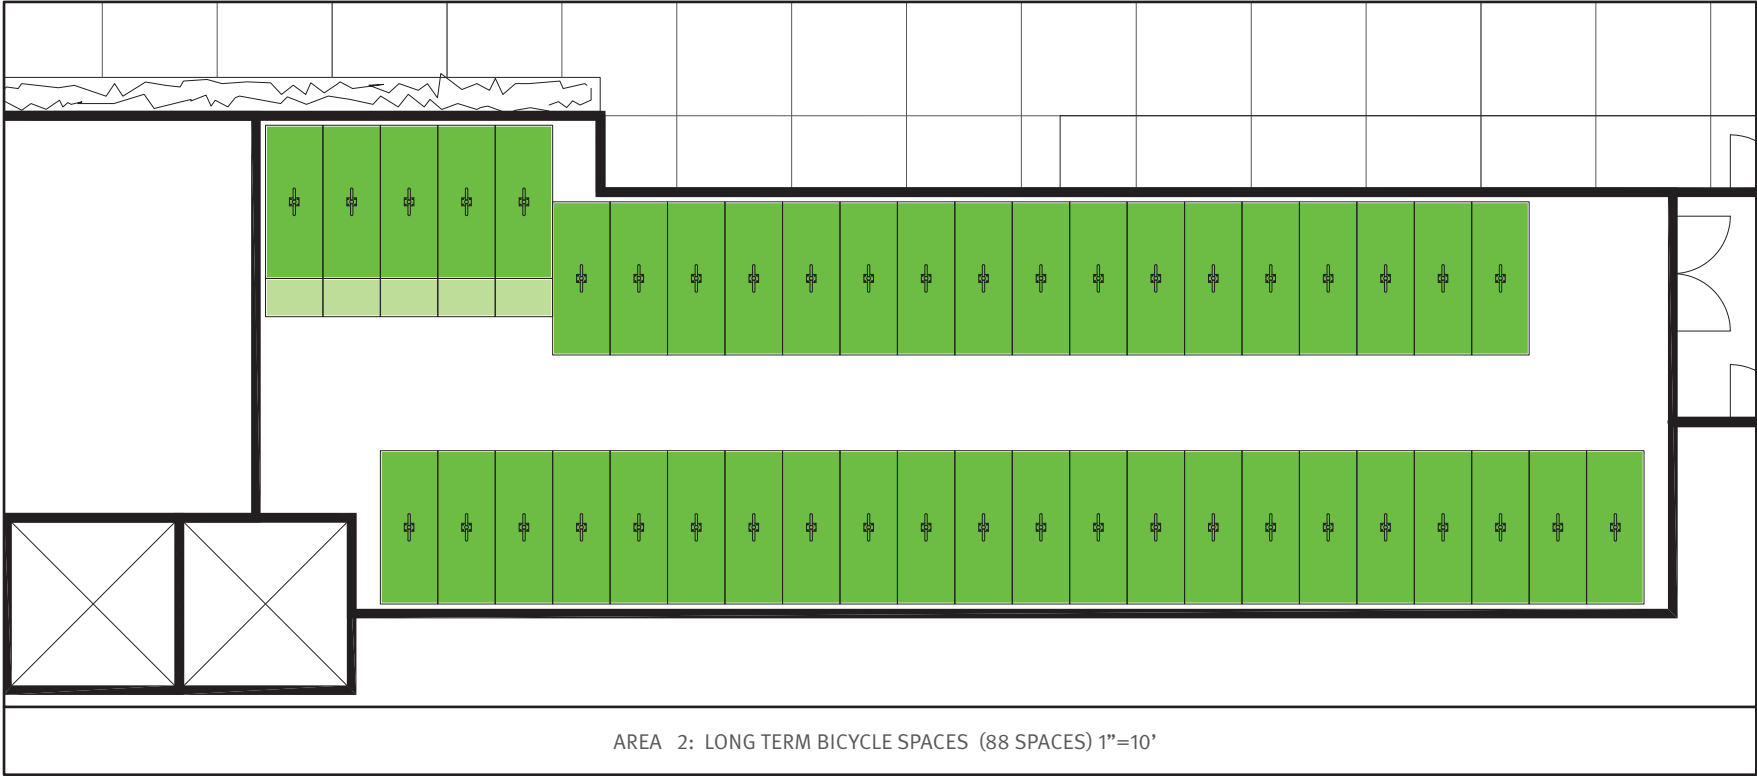 AREA 2: LONG TERM BICYCLE SPACES (88 SPACES) 1”=10’